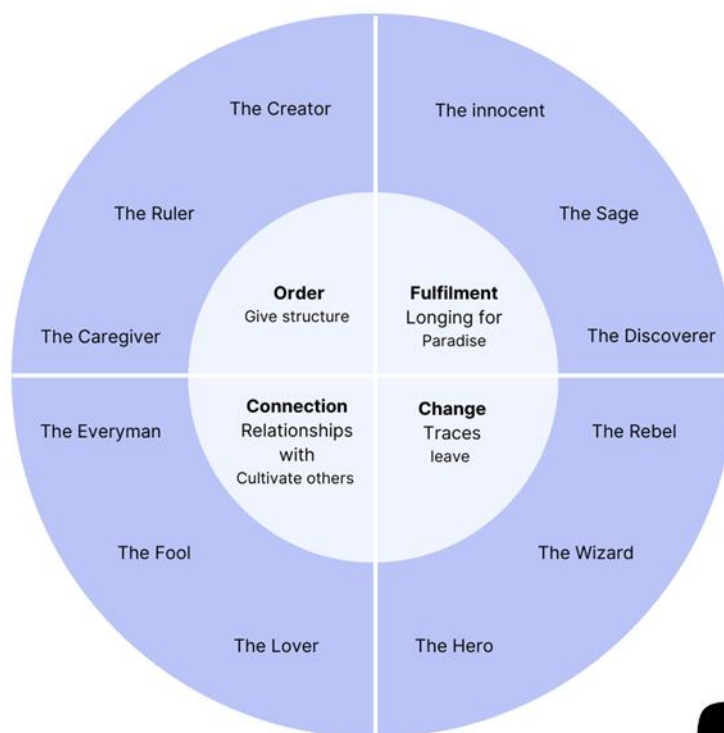 The Creator
The Ruler
The Caregiver
Order
Give structure
The innocent
The Sage
The Discoverer
Fulfilment
Longing for
Paradise
Connection
Relationships
with
Cultivate others
The Everyman
The Fool
The Lover
Change
Traces
leave
The Rebel
The Wizard
The Hero